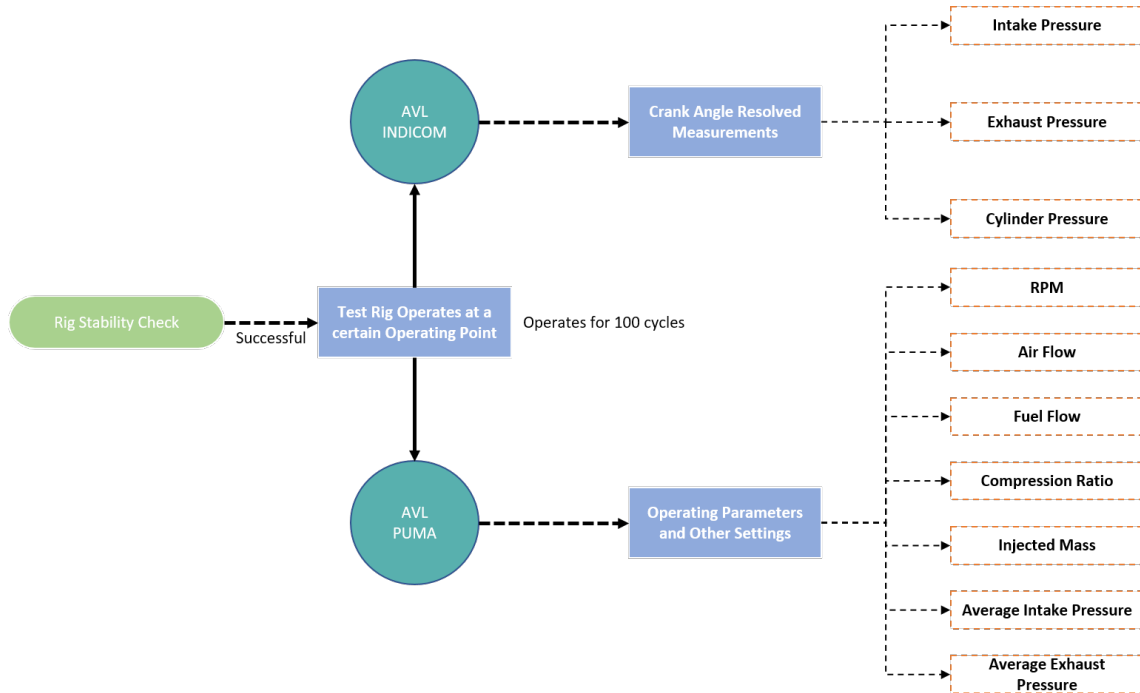 Intake Pressure
AVL
INDICOM
Crank Angle Resolved
Measurements
Exhaust Pressure
Cylinder Pressure
RPM
Rig Stability Check
Successful
Test Rig Operates at a
certain Operating Point
Operates for 100 cycles
Air Flow
Fuel Flow
Compression Ratio
AVL
PUMA
Operating Parameters
and Other Settings
Injected Mass
Average Intake Pressure
Average Exhaust
Pressure